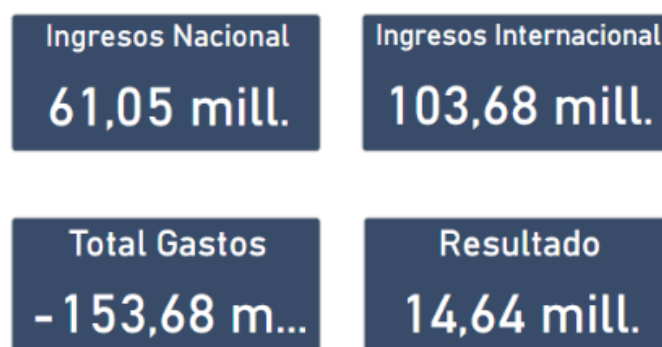 Ingresos Nacional
61,05 mill.
Ingresos Internacional
103,68 mill.
Total Gastos
-153,68 m...
Resultado
14,64 mill.